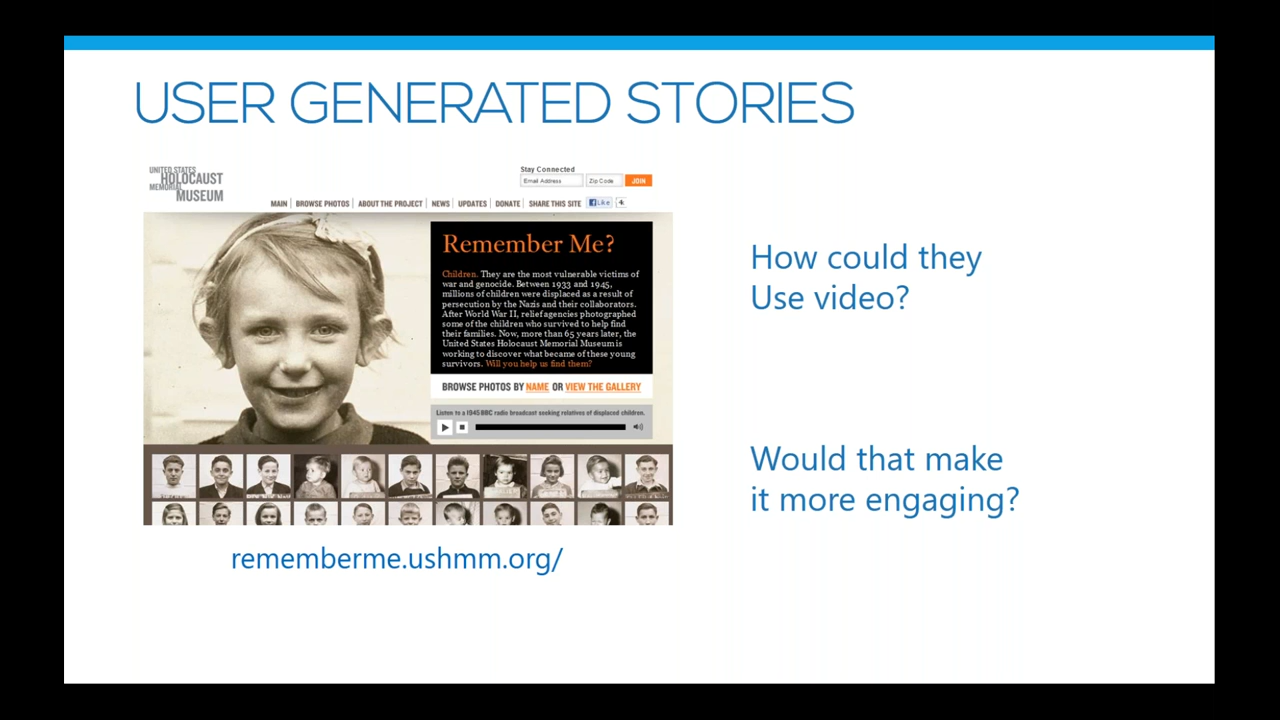 USER GENERATED STORIES
UNITED STATES
HOLOCAUST
MEMORIAL
MUSEUM
Stay Connected
Email Address
Zip Code
JOIN
MAIN | BROWSE PHOTOS | ABOUT THE PROJECT | NEWS | UPDATES | DONATE | SHARE THIS SITE Like
Remember Me?
Children. They are the most vulnerable victims of
war and genocide. Between 1933 and 1945,
millions of children were displaced as a result of
persecution by the Nazis and their collaborators.
After World War II, relief agencies photographed
some of the children who survived to help find
their families. Now, more than 65 years later, the
United States Holocaust Memorial Museum is
working to discover what became of these young
survivors. Will you help us find them?
BROWSE PHOTOS BY NAME OR VIEW THE GALLERY
Listen to a 1945 BBC radio broadcast seeking relatives of displaced children.
rememberme.ushmm.org/
How could they
Use video?
Would that make
it more engaging?